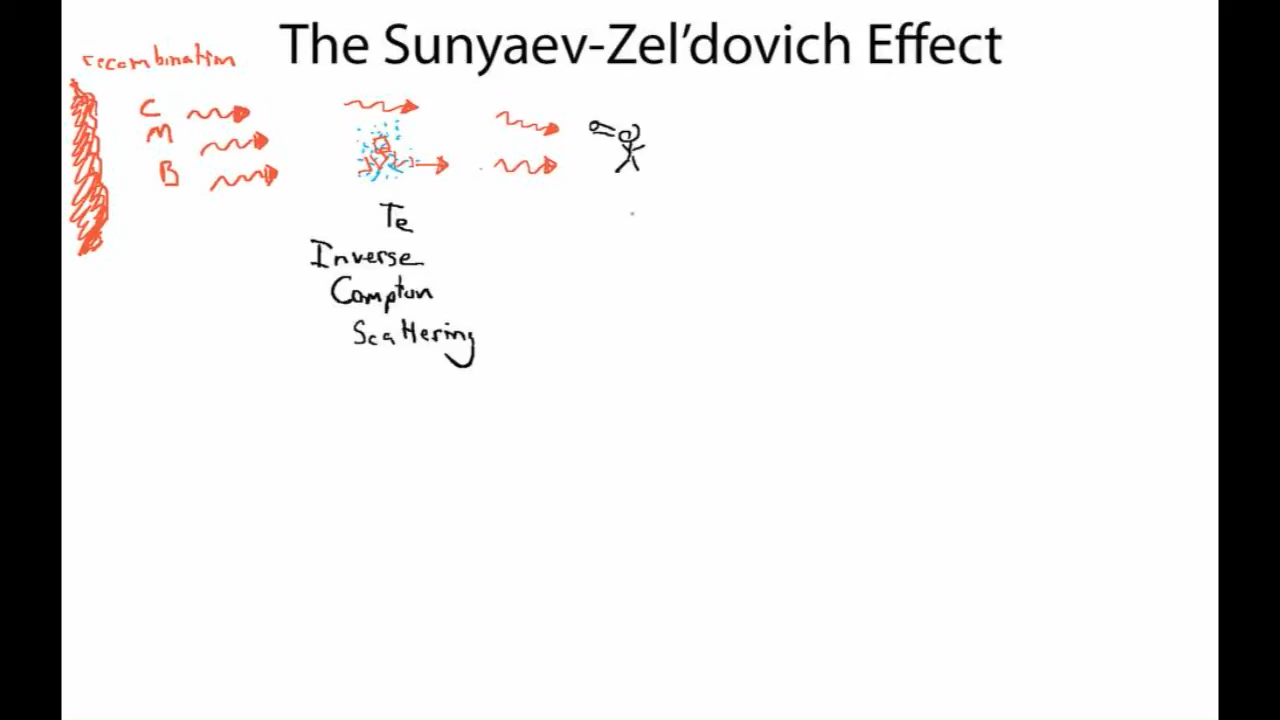 The Sunyaev-Zel'dovich Effect
recombination
C
M
B
Te
Inverse
Compton
Scattering